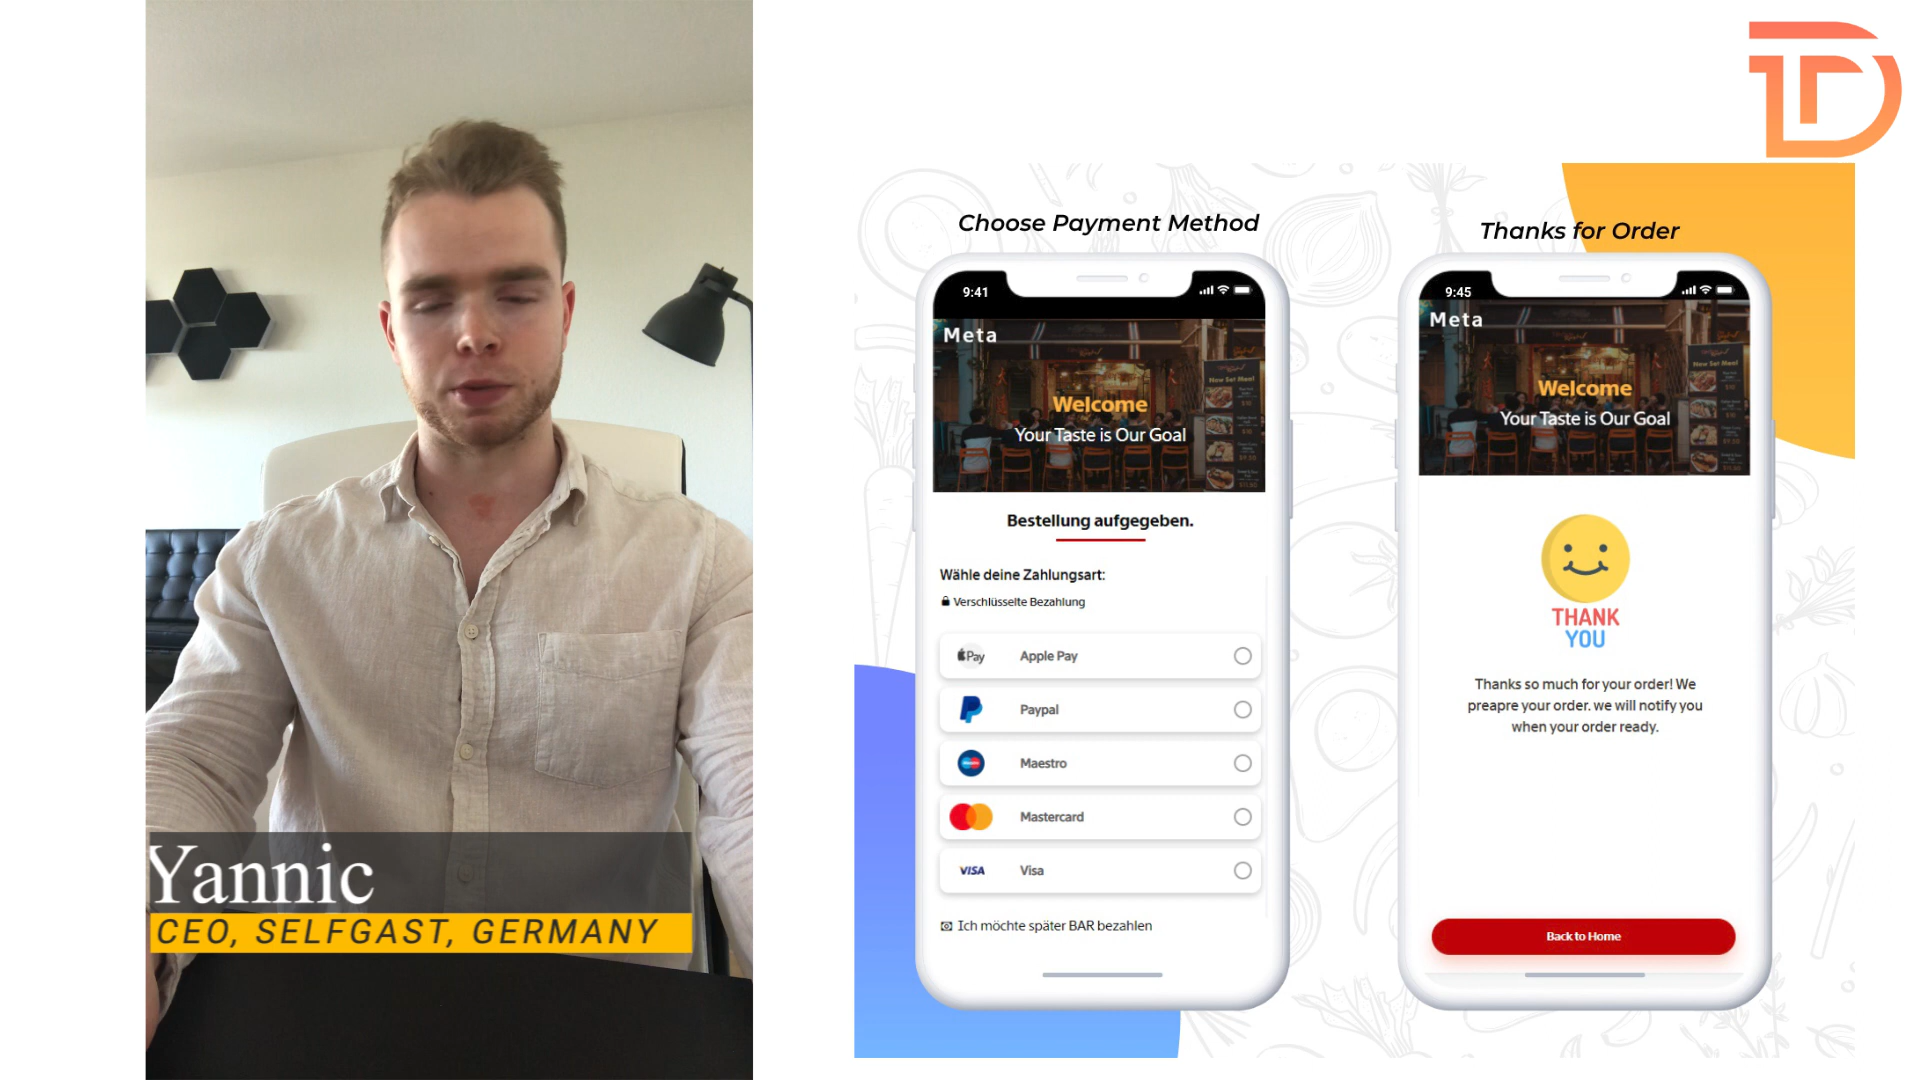 Yannic
CEO, SELFGAST, GERMANY
Choose Payment Method
9:41
Meta
Welcome
Your Taste is Our Goal
Bestellung aufgegeben.
Wähle deine Zahlungsart:
Verschlüsselte Bezahlung
Pay Apple Pay
Paypal
Maestro
Mastercard
VISA Visa
Ich möchte später BAR bezahlen
Thanks for Order
9:45
Meta
Welcome
Your Taste is Our Goal
THANK
YOU
Thanks so much for your order! We
preapre your order. we will notify you
when your order ready.
Back to Home